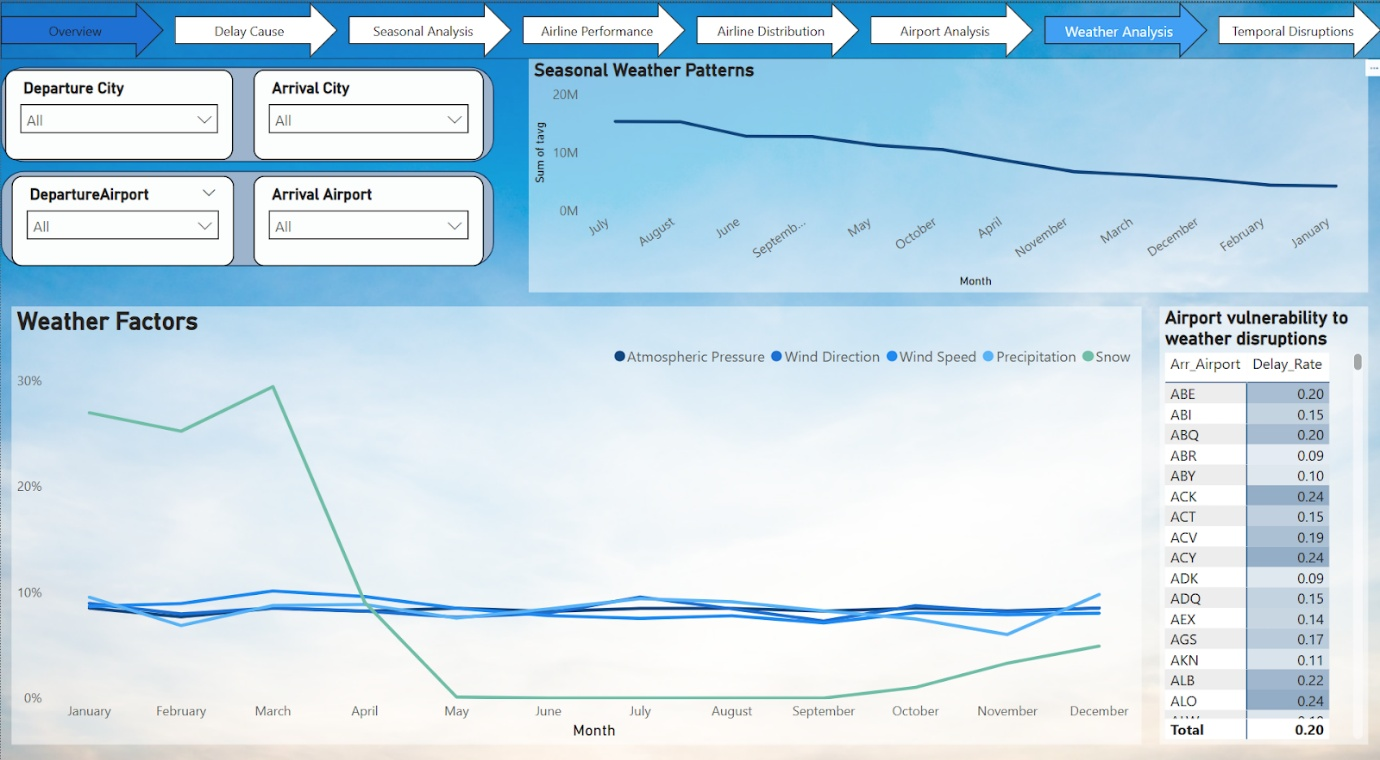 Overview
Delay Cause
Seasonal Analysis
Airline Performance
Airline Distribution
Airport Analysis
Weather Analysis
Temporal Disruptions
Departure City
All
Arrival City
All
DepartureAirport
All
Arrival Airport
All
Seasonal Weather Patterns
20M
10M
0M
Sum of tavg
July
August
June
Septemb...
May
October
April
November
March
December
February
January
Month
Weather Factors
Atmospheric Pressure Wind Direction Wind Speed Precipitation Snow
30%
20%
10%
0%
January February March April May June July August September October November December
Month
Airport vulnerability to
weather disruptions
Arr_Airport Delay_Rate
ABE 0.20
ABI 0.15
ABQ 0.20
ABR 0.09
ABY 0.10
ACK 0.24
ACT 0.15
ACV 0.19
ACY 0.24
ADK 0.09
ADQ 0.15
AEX 0.14
AGS 0.17
AKN 0.11
ALB 0.22
ALO 0.24
Total 0.20